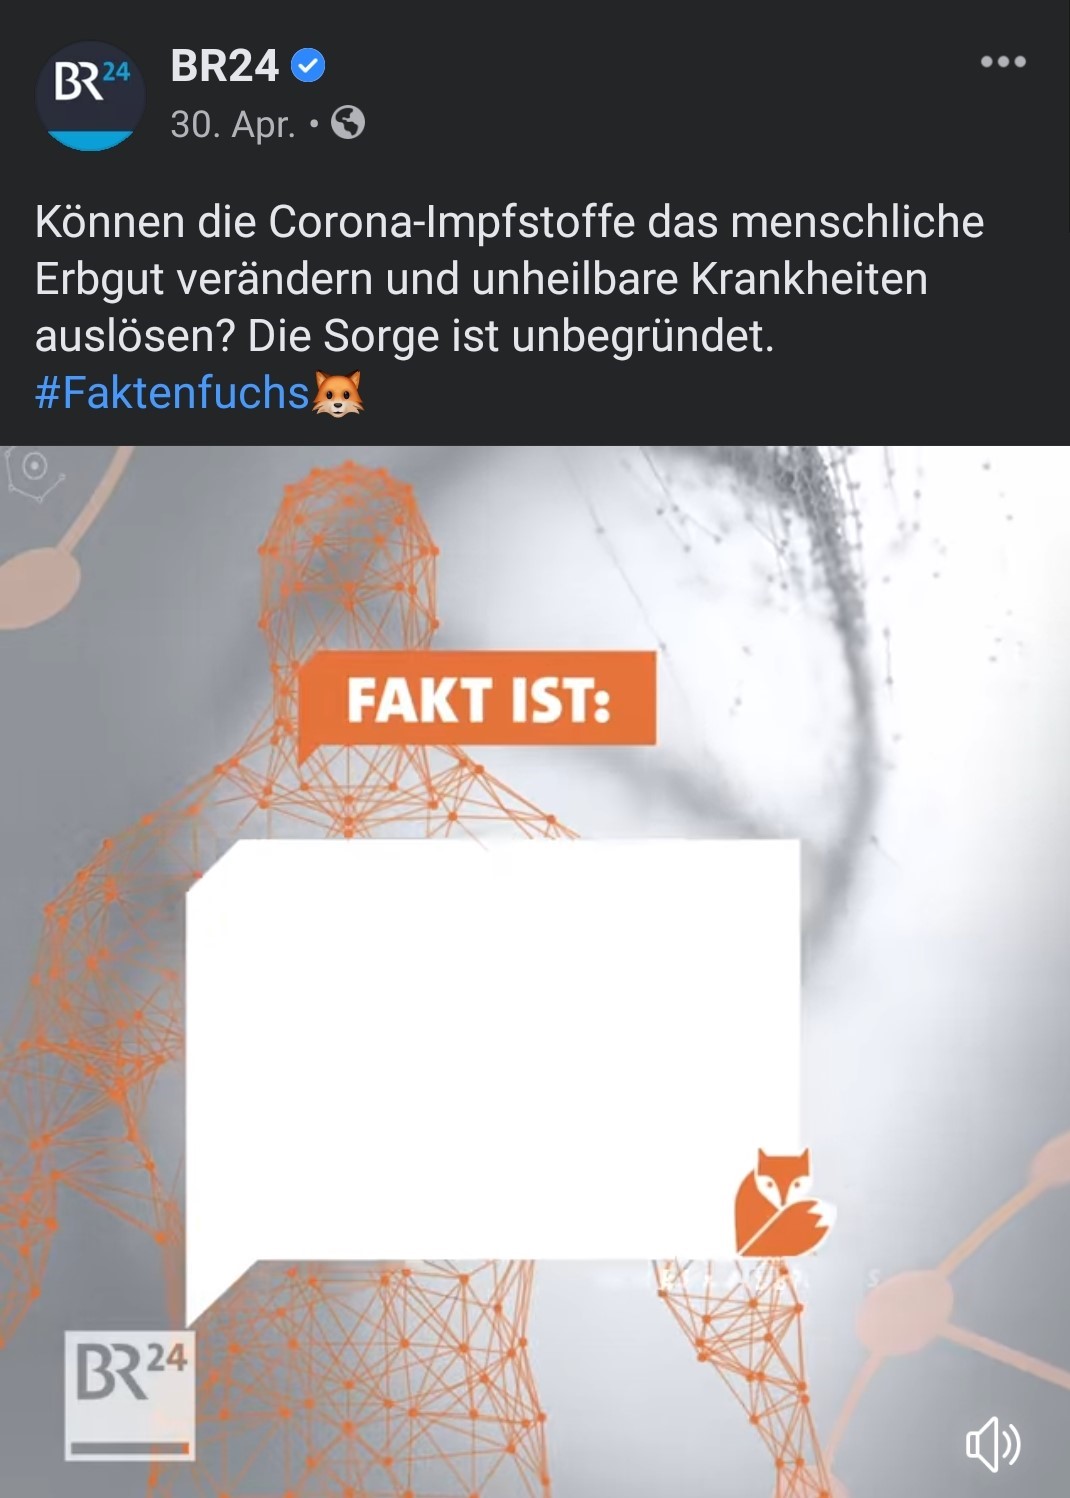 BR24
BR24
30. Apr.
Können die Corona-Impfstoffe das menschliche
Erbgut verändern und unheilbare Krankheiten
auslösen? Die Sorge ist unbegründet.
#Faktenfuchs🦊
FAKT IST:
BR24